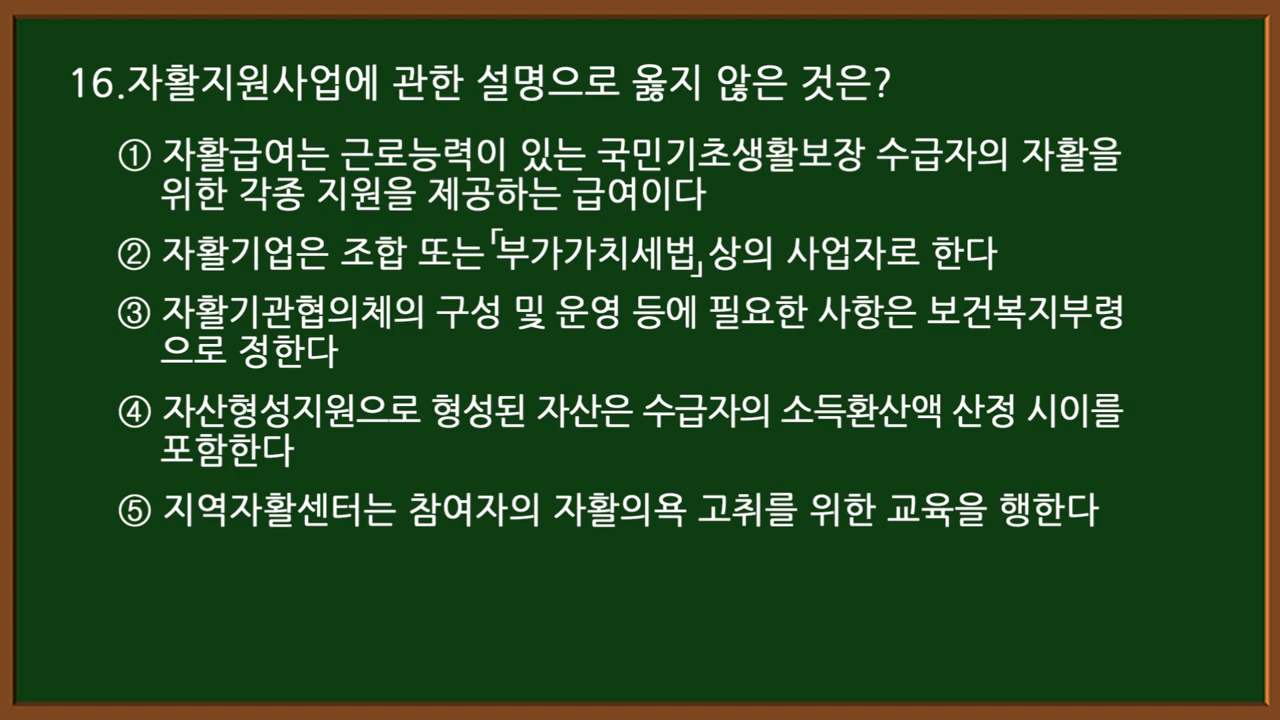 16.자활지원사업에 관한 설명으로 옳지 않은 것은?
① 자활급여는 근로능력이 있는 국민기초생활보장 수급자의 자활을
위한 각종 지원을 제공하는 급여이다
② 자활기업은 조합 또는「부가가치세법」상의 사업자로 한다
③ 자활기관협의체의 구성 및 운영 등에 필요한 사항은 보건복지부령
으로 정한다
④ 자산형성지원으로 형성된 자산은 수급자의 소득환산액 산정 시이를
포함한다
⑤ 지역자활센터는 참여자의 자활의욕 고취를 위한 교육을 행한다